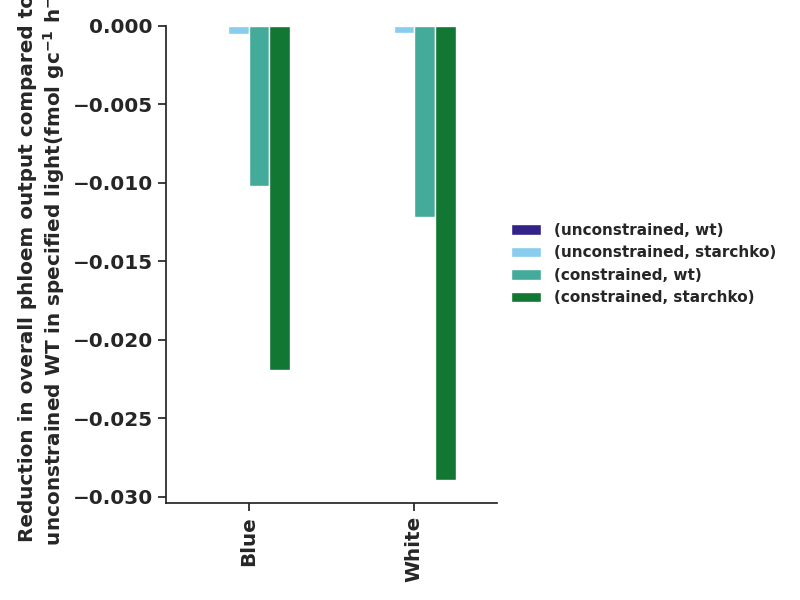 Reduction in overall phloem output compared to
unconstrained WT in specified light(fmol gc⁻¹ h⁻
0.000
−0.005
−0.010
−0.015
−0.020
−0.025
−0.030
Blue
White
(unconstrained, wt)
(unconstrained, starchko)
(constrained, wt)
(constrained, starchko)